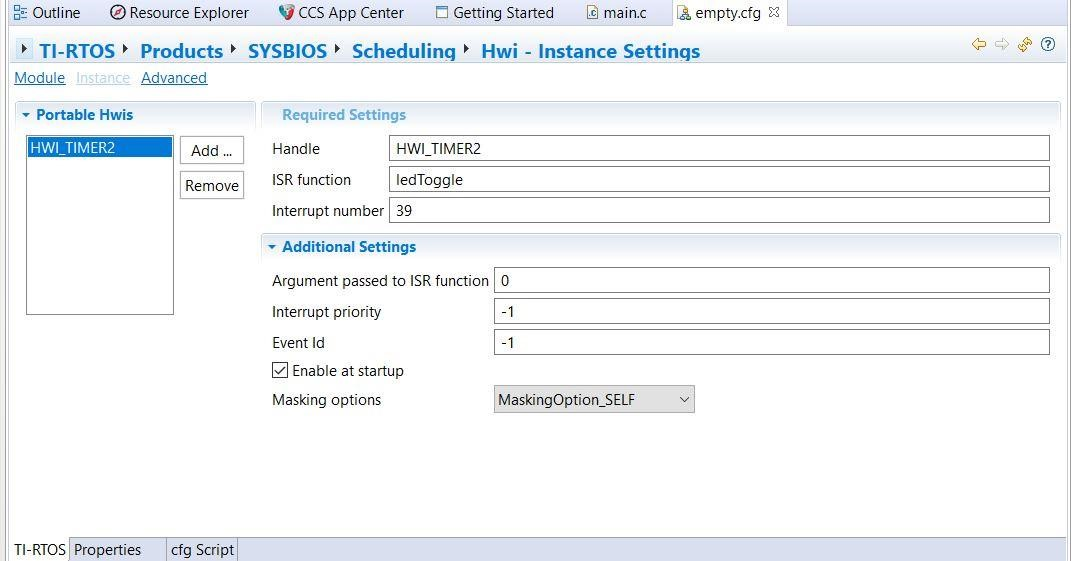 Outline Resource Explorer CCS App Center Getting Started main.c empty.cfg
TI-RTOS Products SYSBIOS Scheduling Hwi - Instance Settings
Module Instance Advanced
Portable Hwis
HWI_TIMER2
Add ...
Remove
Required Settings
Handle HWI_TIMER2
ISR function ledToggle
Interrupt number 39
Additional Settings
Argument passed to ISR function 0
Interrupt priority -1
Event Id -1
Enable at startup
Masking options MaskingOption_SELF
TI-RTOS Properties cfg Script